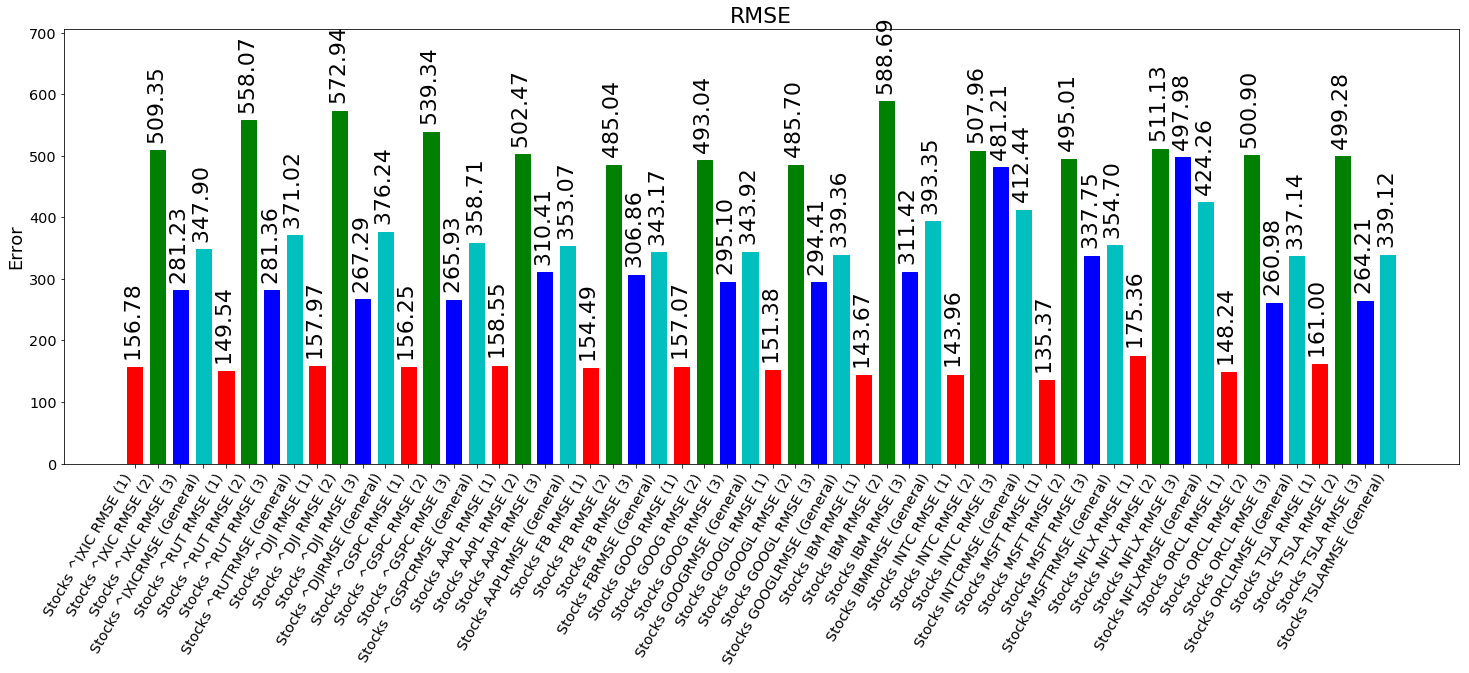 RMSE
Error
700
600
500
400
300
200
100
0
156.78
509.35
281.23
347.90
149.54
558.07
281.36
371.02
157.97
572.94
267.29
376.24
156.25
539.34
265.93
358.71
158.55
502.47
310.41
353.07
154.49
485.04
306.86
343.17
157.07
493.04
295.10
343.92
151.38
485.70
294.41
339.36
143.67
588.69
311.42
393.35
143.96
507.96
481.21
412.44
135.37
495.01
337.75
354.70
175.36
511.13
497.98
424.26
148.24
500.90
260.98
337.14
161.00
499.28
264.21
339.12
Stocks ^IXIC RMSE (1)
Stocks ^IXIC RMSE (2)
Stocks ^IXIC RMSE (3)
Stocks ^IXICRMSE (General)
Stocks ^RUT RMSE (1)
Stocks ^RUT RMSE (2)
Stocks ^RUT RMSE (3)
Stocks ^RUTRMSE (General)
Stocks ^DJI RMSE (1)
Stocks ^DJI RMSE (2)
Stocks ^DJI RMSE (3)
Stocks ^DJIRMSE (General)
Stocks ^GSPC RMSE (1)
Stocks ^GSPC RMSE (2)
Stocks ^GSPC RMSE (3)
Stocks ^GSPCRMSE (General)
Stocks AAPL RMSE (1)
Stocks AAPL RMSE (2)
Stocks AAPL RMSE (3)
Stocks AAPLRMSE (General)
Stocks FB RMSE (1)
Stocks FB RMSE (2)
Stocks FB RMSE (3)
Stocks FBRMSE (General)
Stocks GOOG RMSE (1)
Stocks GOOG RMSE (2)
Stocks GOOG RMSE (3)
Stocks GOOGRMSE (General)
Stocks GOOGL RMSE (1)
Stocks GOOGL RMSE (2)
Stocks GOOGL RMSE (3)
Stocks GOOGLRMSE (General)
Stocks IBM RMSE (1)
Stocks IBM RMSE (2)
Stocks IBM RMSE (3)
Stocks IBMRMSE (General)
Stocks INTC RMSE (1)
Stocks INTC RMSE (2)
Stocks INTC RMSE (3)
Stocks INTCRMSE (General)
Stocks MSFT RMSE (1)
Stocks MSFT RMSE (2)
Stocks MSFT RMSE (3)
Stocks MSFTRMSE (General)
Stocks NFLX RMSE (1)
Stocks NFLX RMSE (2)
Stocks NFLX RMSE (3)
Stocks NFLXRMSE (General)
Stocks ORCL RMSE (1)
Stocks ORCL RMSE (2)
Stocks ORCL RMSE (3)
Stocks ORCLRMSE (General)
Stocks TSLA RMSE (1)
Stocks TSLA RMSE (2)
Stocks TSLA RMSE (3)
Stocks TSLARMSE (General)